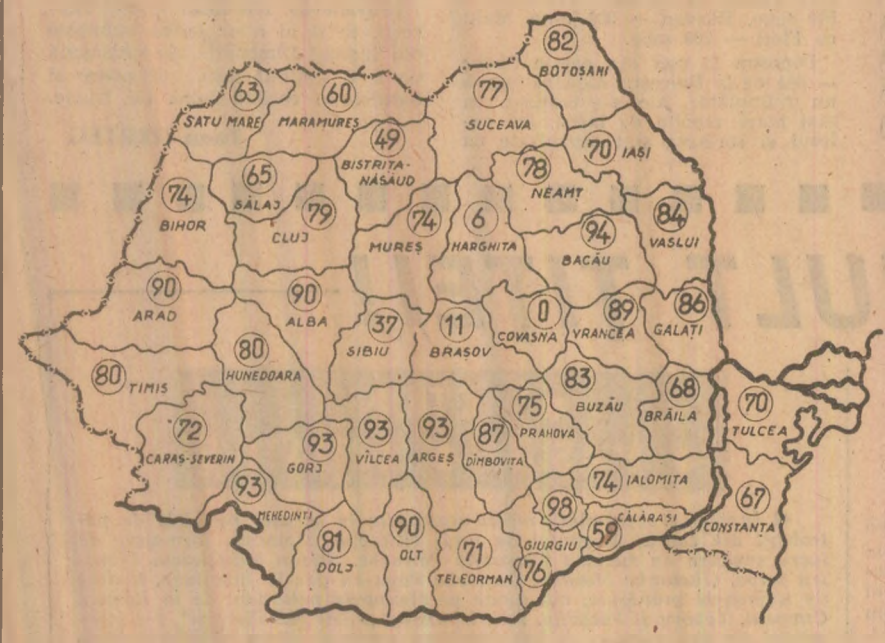 82
BOTOȘANI
63
SATU MARE
60
MARAMUREȘ
77
SUCEAVA
49
BISTRIȚA-
NĂSĂUD
70 IAȘI
78
NEAMȚ
65
SĂLAJ
74
BIHOR
79
CLUJ
74
MUREȘ
6
HARGHITA
94
BACĂU
84
VASLUI
90
ARAD
90
ALBA
37
SIBIU
11
BRAȘOV
0
COVASNA
89
VRANCEA
86
GALAȚI
80 TIMIȘ
80
HUNEDOARA
83
BUZĂU
68
BRĂILA
70
TULCEA
72
CARAȘ-SEVERIN
93
GORJ
93
VÎLCEA
93
ARGEȘ
87
DÎMBOVIȚA
75
PRAHOVA
93
MEHEDINȚI
74 IALOMIȚA
98
CĂLĂRAȘI
59
67
CONSTANȚA
81
DOLJ
90
OLT
71
TELEORMAN
GIURGIU
76
UL